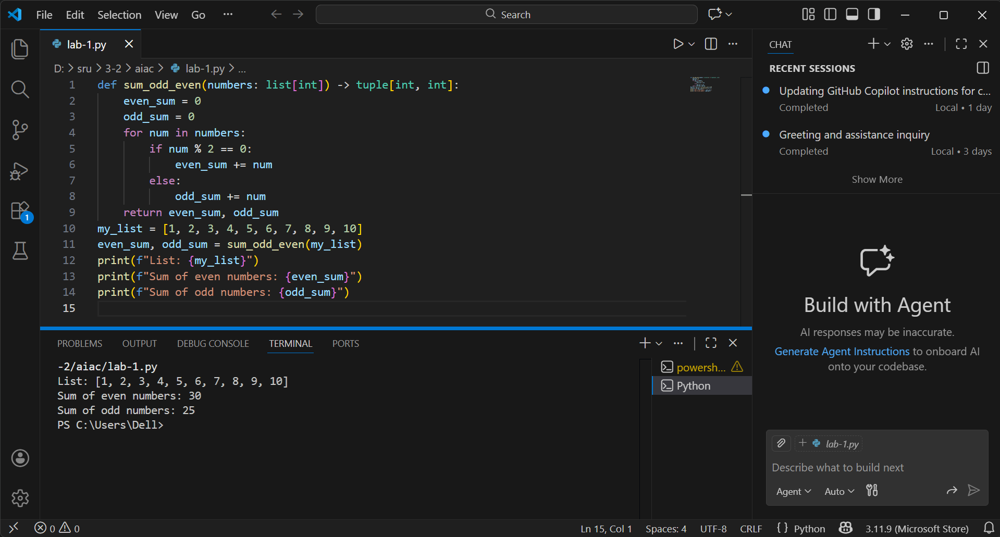 File Edit Selection View Go ··· Search
lab-1.py
D: > sru > 3-2 > aiac > lab-1.py > ...
1 def sum_odd_even(numbers: list[int]) -> tuple[int, int]:
2     even_sum = 0
3     odd_sum = 0
4     for num in numbers:
5         if num % 2 == 0:
6             even_sum += num
7         else:
8             odd_sum += num
9     return even_sum, odd_sum
10 my_list = [1, 2, 3, 4, 5, 6, 7, 8, 9, 10]
11 even_sum, odd_sum = sum_odd_even(my_list)
12 print(f"List: {my_list}")
13 print(f"Sum of even numbers: {even_sum}")
14 print(f"Sum of odd numbers: {odd_sum}")
15
1
PROBLEMS OUTPUT DEBUG CONSOLE TERMINAL PORTS
-2/aiac/lab-1.py
List: [1, 2, 3, 4, 5, 6, 7, 8, 9, 10]
Sum of even numbers: 30
Sum of odd numbers: 25
PS C:\Users\Dell>
powersh...
Python
CHAT
RECENT SESSIONS
Updating GitHub Copilot instructions for c...
Completed Local • 1 day
Greeting and assistance inquiry
Completed Local • 3 days
Show More
Build with Agent
AI responses may be inaccurate.
Generate Agent Instructions to onboard AI
onto your codebase.
+ lab-1.py
Describe what to build next
Agent Auto
0 0 Ln 15, Col 1 Spaces: 4 UTF-8 CRLF {} Python 3.11.9 (Microsoft Store)